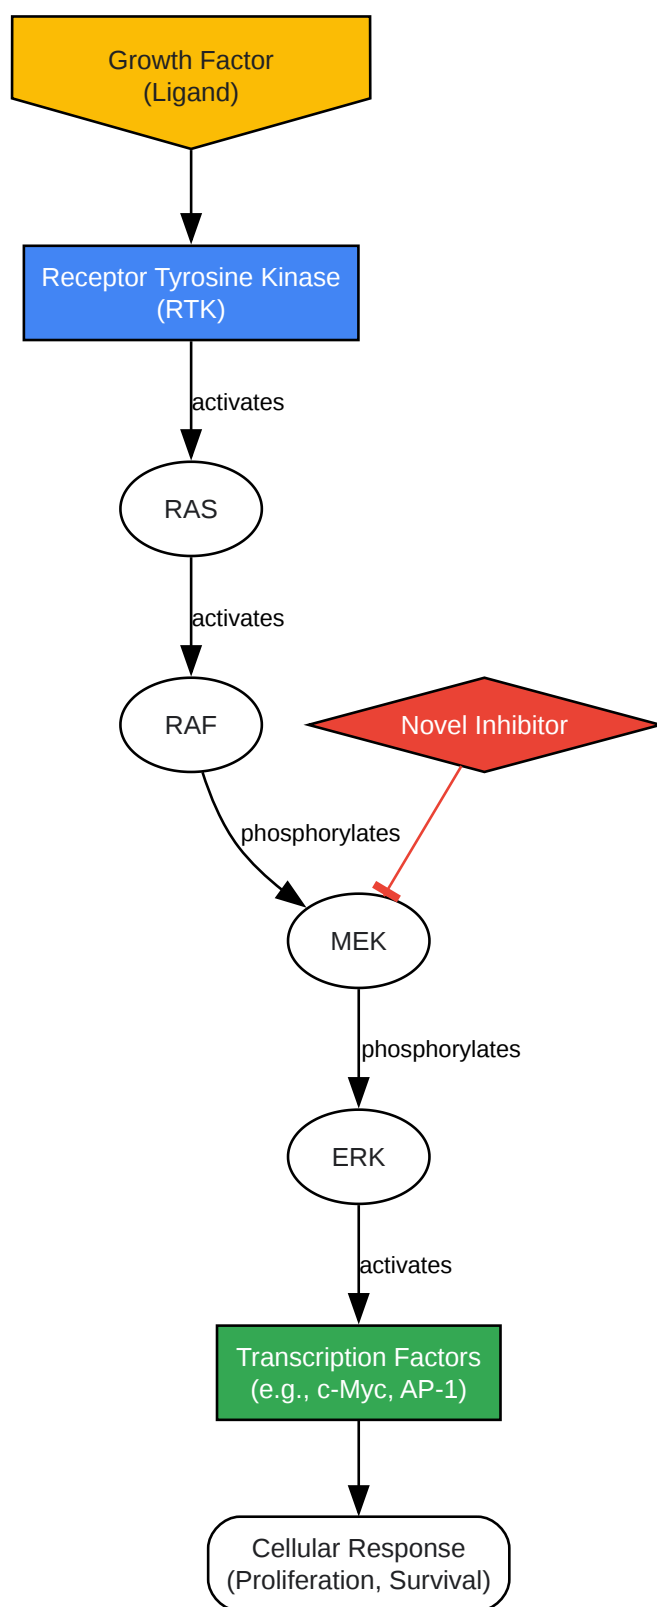 Growth Factor
(Ligand)
Receptor Tyrosine Kinase
(RTK)
activates
RAS
activates
RAF
Novel Inhibitor
phosphorylates
MEK
phosphorylates
ERK
activates
Transcription Factors
(e.g., c-Myc, AP-1)
Cellular Response
(Proliferation, Survival)